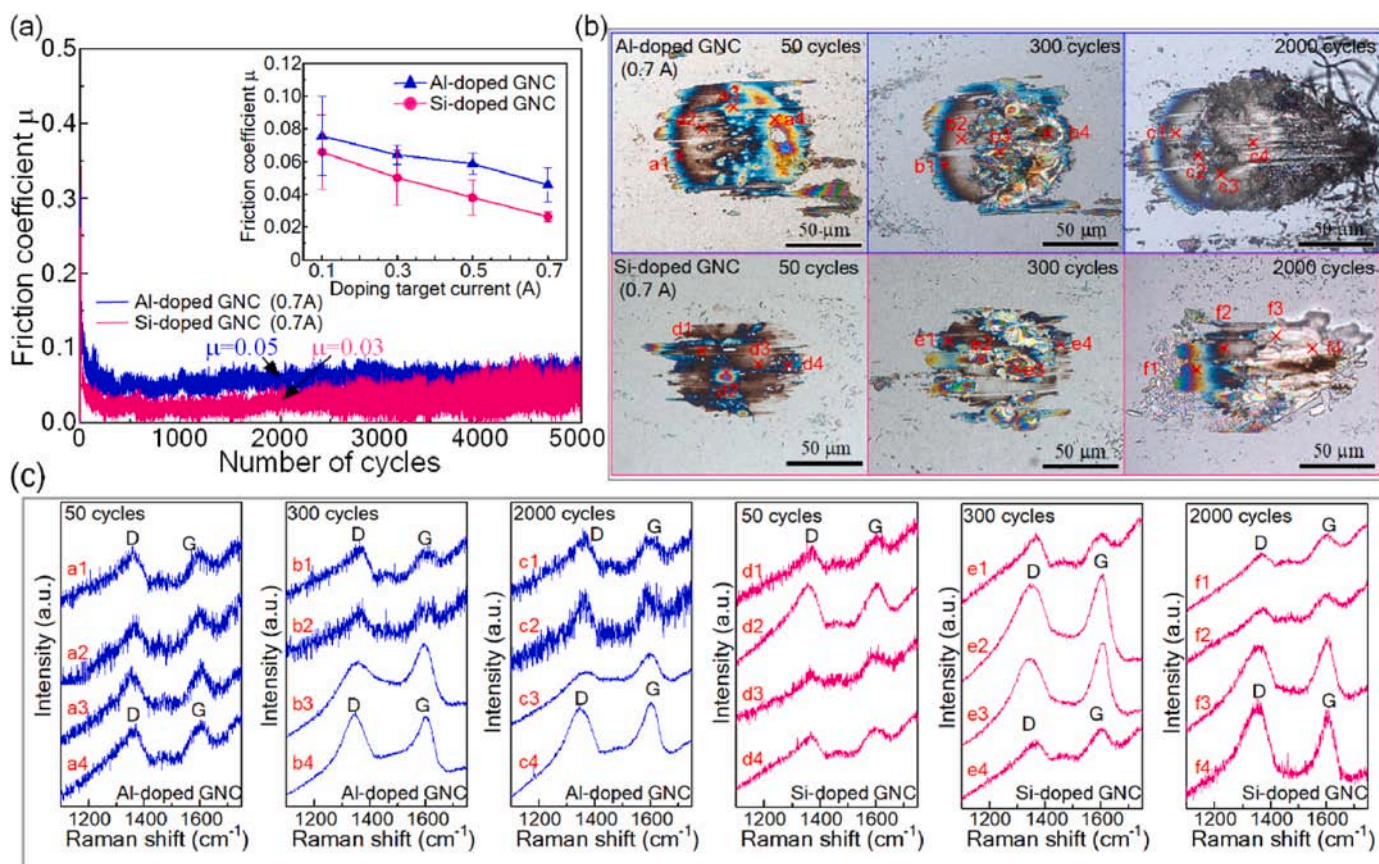 (a)
0.5
0.4
0.3
0.2
0.1
0.0
Friction coefficient μ
0 1000 2000 3000 4000 5000
Number of cycles
0.12
0.10
0.08
0.06
0.04
0.02
0.00
Friction coefficient μ
Al-doped GNC
Si-doped GNC
0.1 0.3 0.5 0.7
Doping target current (A)
Al-doped GNC (0.7A)
Si-doped GNC (0.7A)
μ=0.05 μ=0.03
(b)
Al-doped GNC 50 cycles
(0.7 A)
a1
a2
a3
a4
50 μm
300 cycles
b1
b2
b3
b4
50 μm
2000 cycles
c1
c2
c3
c4
50 μm
Si-doped GNC 50 cycles
(0.7A)
d1
d2
d3
d4
50 μm
300 cycles
e1
e2
e3
e4
50 μm
2000 cycles
f1
f2
f3
f4
50 μm
(c)
50 cycles
D G
a1
a2
a3
D G
a4
Al-doped GNC
Intensity (a.u.)
1200 1400 1600
Raman shift (cm⁻¹)
300 cycles
D G
b1
b2
b3
D G
b4
Al-doped GNC
Intensity (a.u.)
1200 1400 1600
Raman shift (cm⁻¹)
2000 cycles
D G
c1
c2
c3
D G
c4
Al-doped GNC
Intensity (a.u.)
1200 1400 1600
Raman shift (cm⁻¹)
50 cycles
D G
d1
d2
d3
d4
Si-doped GNC
Intensity (a.u.)
1200 1400 1600
Raman shift (cm⁻¹)
300 cycles
e1
D G
e2
e3
D G
e4
Si-doped GNC
Intensity (a.u.)
1200 1400 1600
Raman shift (cm⁻¹)
2000 cycles
D G
f1
f2
f3
D G
f4
Si-doped GNC
Intensity (a.u.)
1200 1400 1600
Raman shift (cm⁻¹)